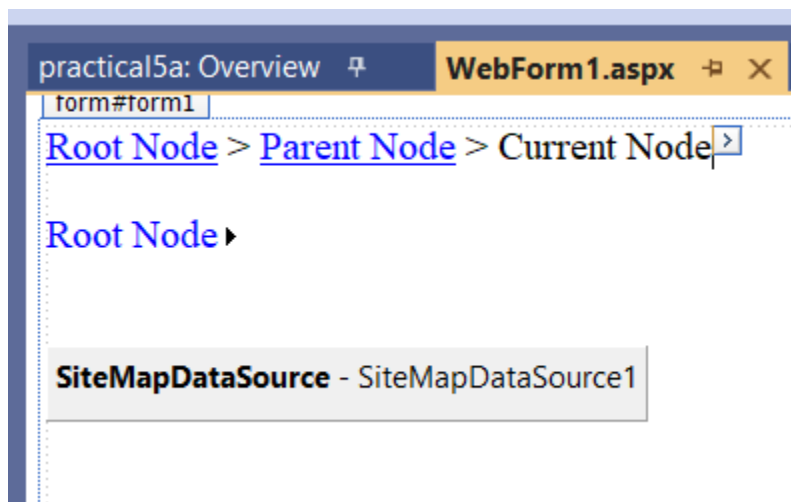 practical5a: Overview WebForm1.aspx
form#form1
Root Node > Parent Node > Current Node
Root Node
SiteMapDataSource - SiteMapDataSource1